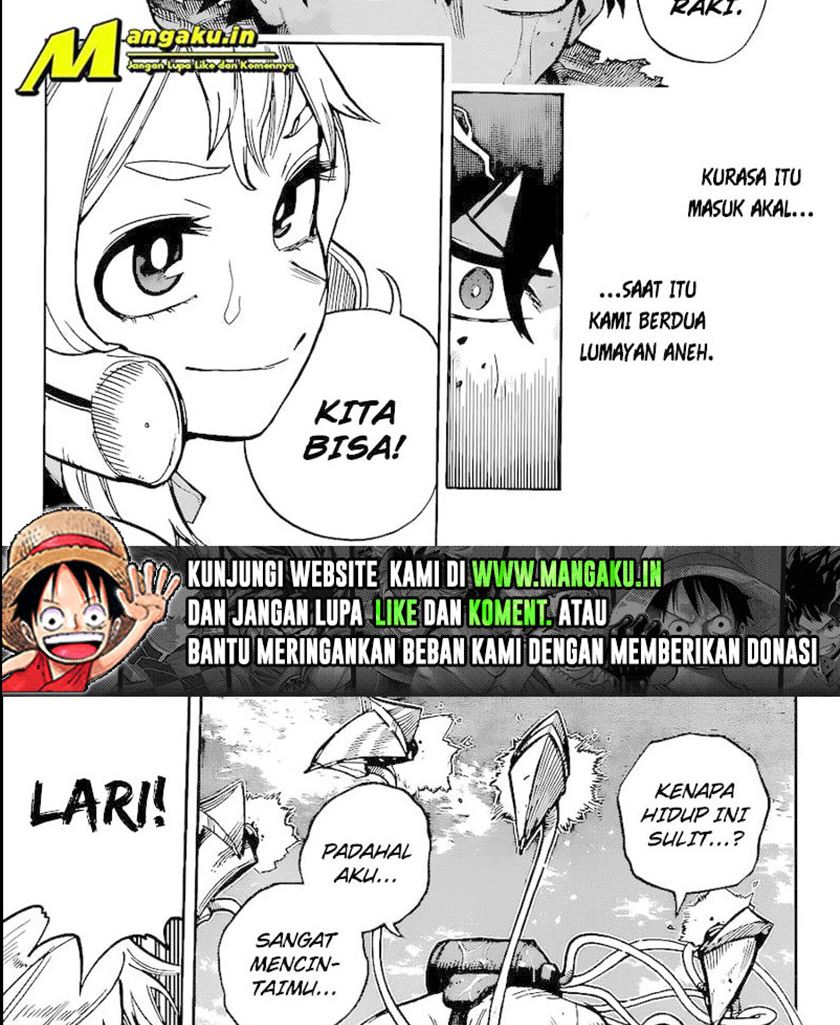 RAKI.
Mangaku.in
Jangan Lupa Like dan Komennya
KURASA ITU
MASUK AKAL...
...SAAT ITU
KAMI BERDUA
LUMAYAN ANEH.
KITA
BISA!
KUNJUNGI WEBSITE KAMI DI WWW.MANGAKU.IN
DAN JANGAN LUPA LIKE DAN KOMENT. ATAU
BANTU MERINGANKAN BEBAN KAMI DENGAN MEMBERIKAN DONASI
KENAPA
HIDUP INI
SULIT...?
PADAHAL
AKU...
SANGAT
MENCIN-
TAIMU...
LARI!